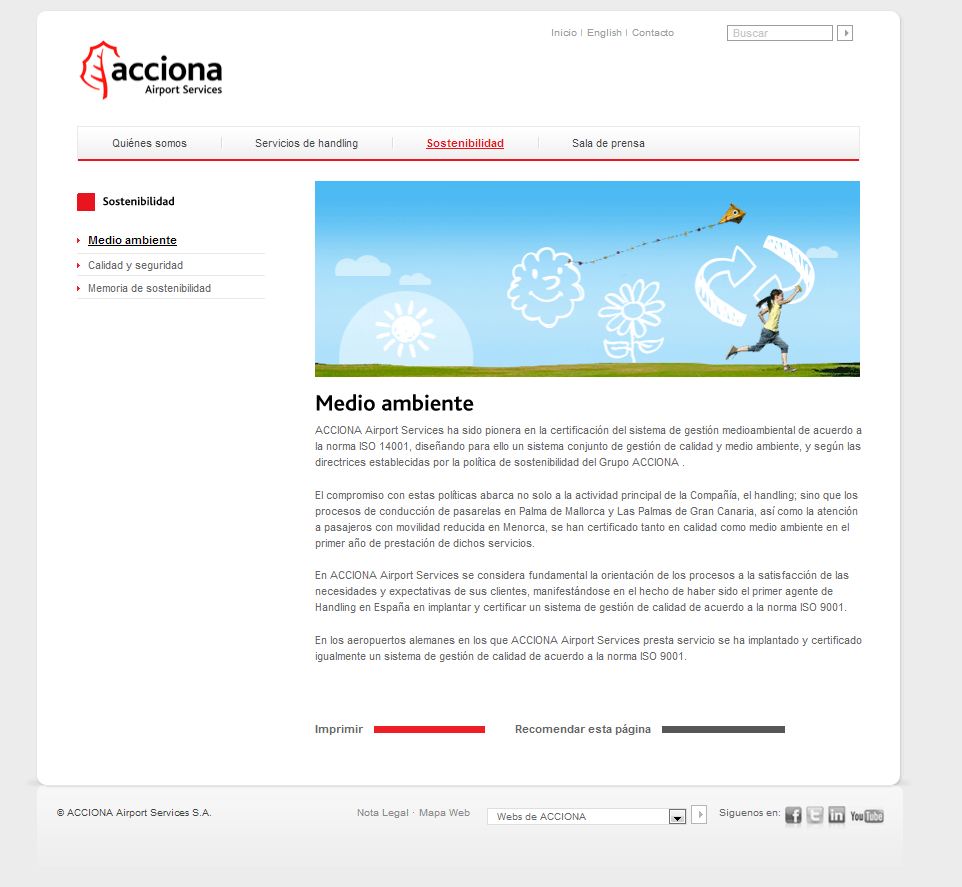 Inicio | English | Contacto
Buscar
acciona
Airport Services
Quiénes somos
Servicios de handling
Sostenibilidad
Sala de prensa
Sostenibilidad
Medio ambiente
Calidad y seguridad
Memoria de sostenibilidad
Medio ambiente
ACCIONA Airport Services ha sido pionera en la certificación del sistema de gestión medioambiental de acuerdo a
la norma ISO 14001, diseñando para ello un sistema conjunto de gestión de calidad y medio ambiente, y según las
directrices establecidas por la política de sostenibilidad del Grupo ACCIONA .
El compromiso con estas políticas abarca no solo a la actividad principal de la Compañía, el handling; sino que los
procesos de conducción de pasarelas en Palma de Mallorca y Las Palmas de Gran Canaria, así como la atención
a pasajeros con movilidad reducida en Menorca, se han certificado tanto en calidad como medio ambiente en el
primer año de prestación de dichos servicios.
En ACCIONA Airport Services se considera fundamental la orientación de los procesos a la satisfacción de las
necesidades y expectativas de sus clientes, manifestándose en el hecho de haber sido el primer agente de
Handling en España en implantar y certificar un sistema de gestión de calidad de acuerdo a la norma ISO 9001.
En los aeropuertos alemanes en los que ACCIONA Airport Services presta servicio se ha implantado y certificado
igualmente un sistema de gestión de calidad de acuerdo a la norma ISO 9001.
Imprimir
Recomendar esta página
© ACCIONA Airport Services S.A.
Nota Legal · Mapa Web
Webs de ACCIONA
Siguenos en:
f
t
in
You Tube